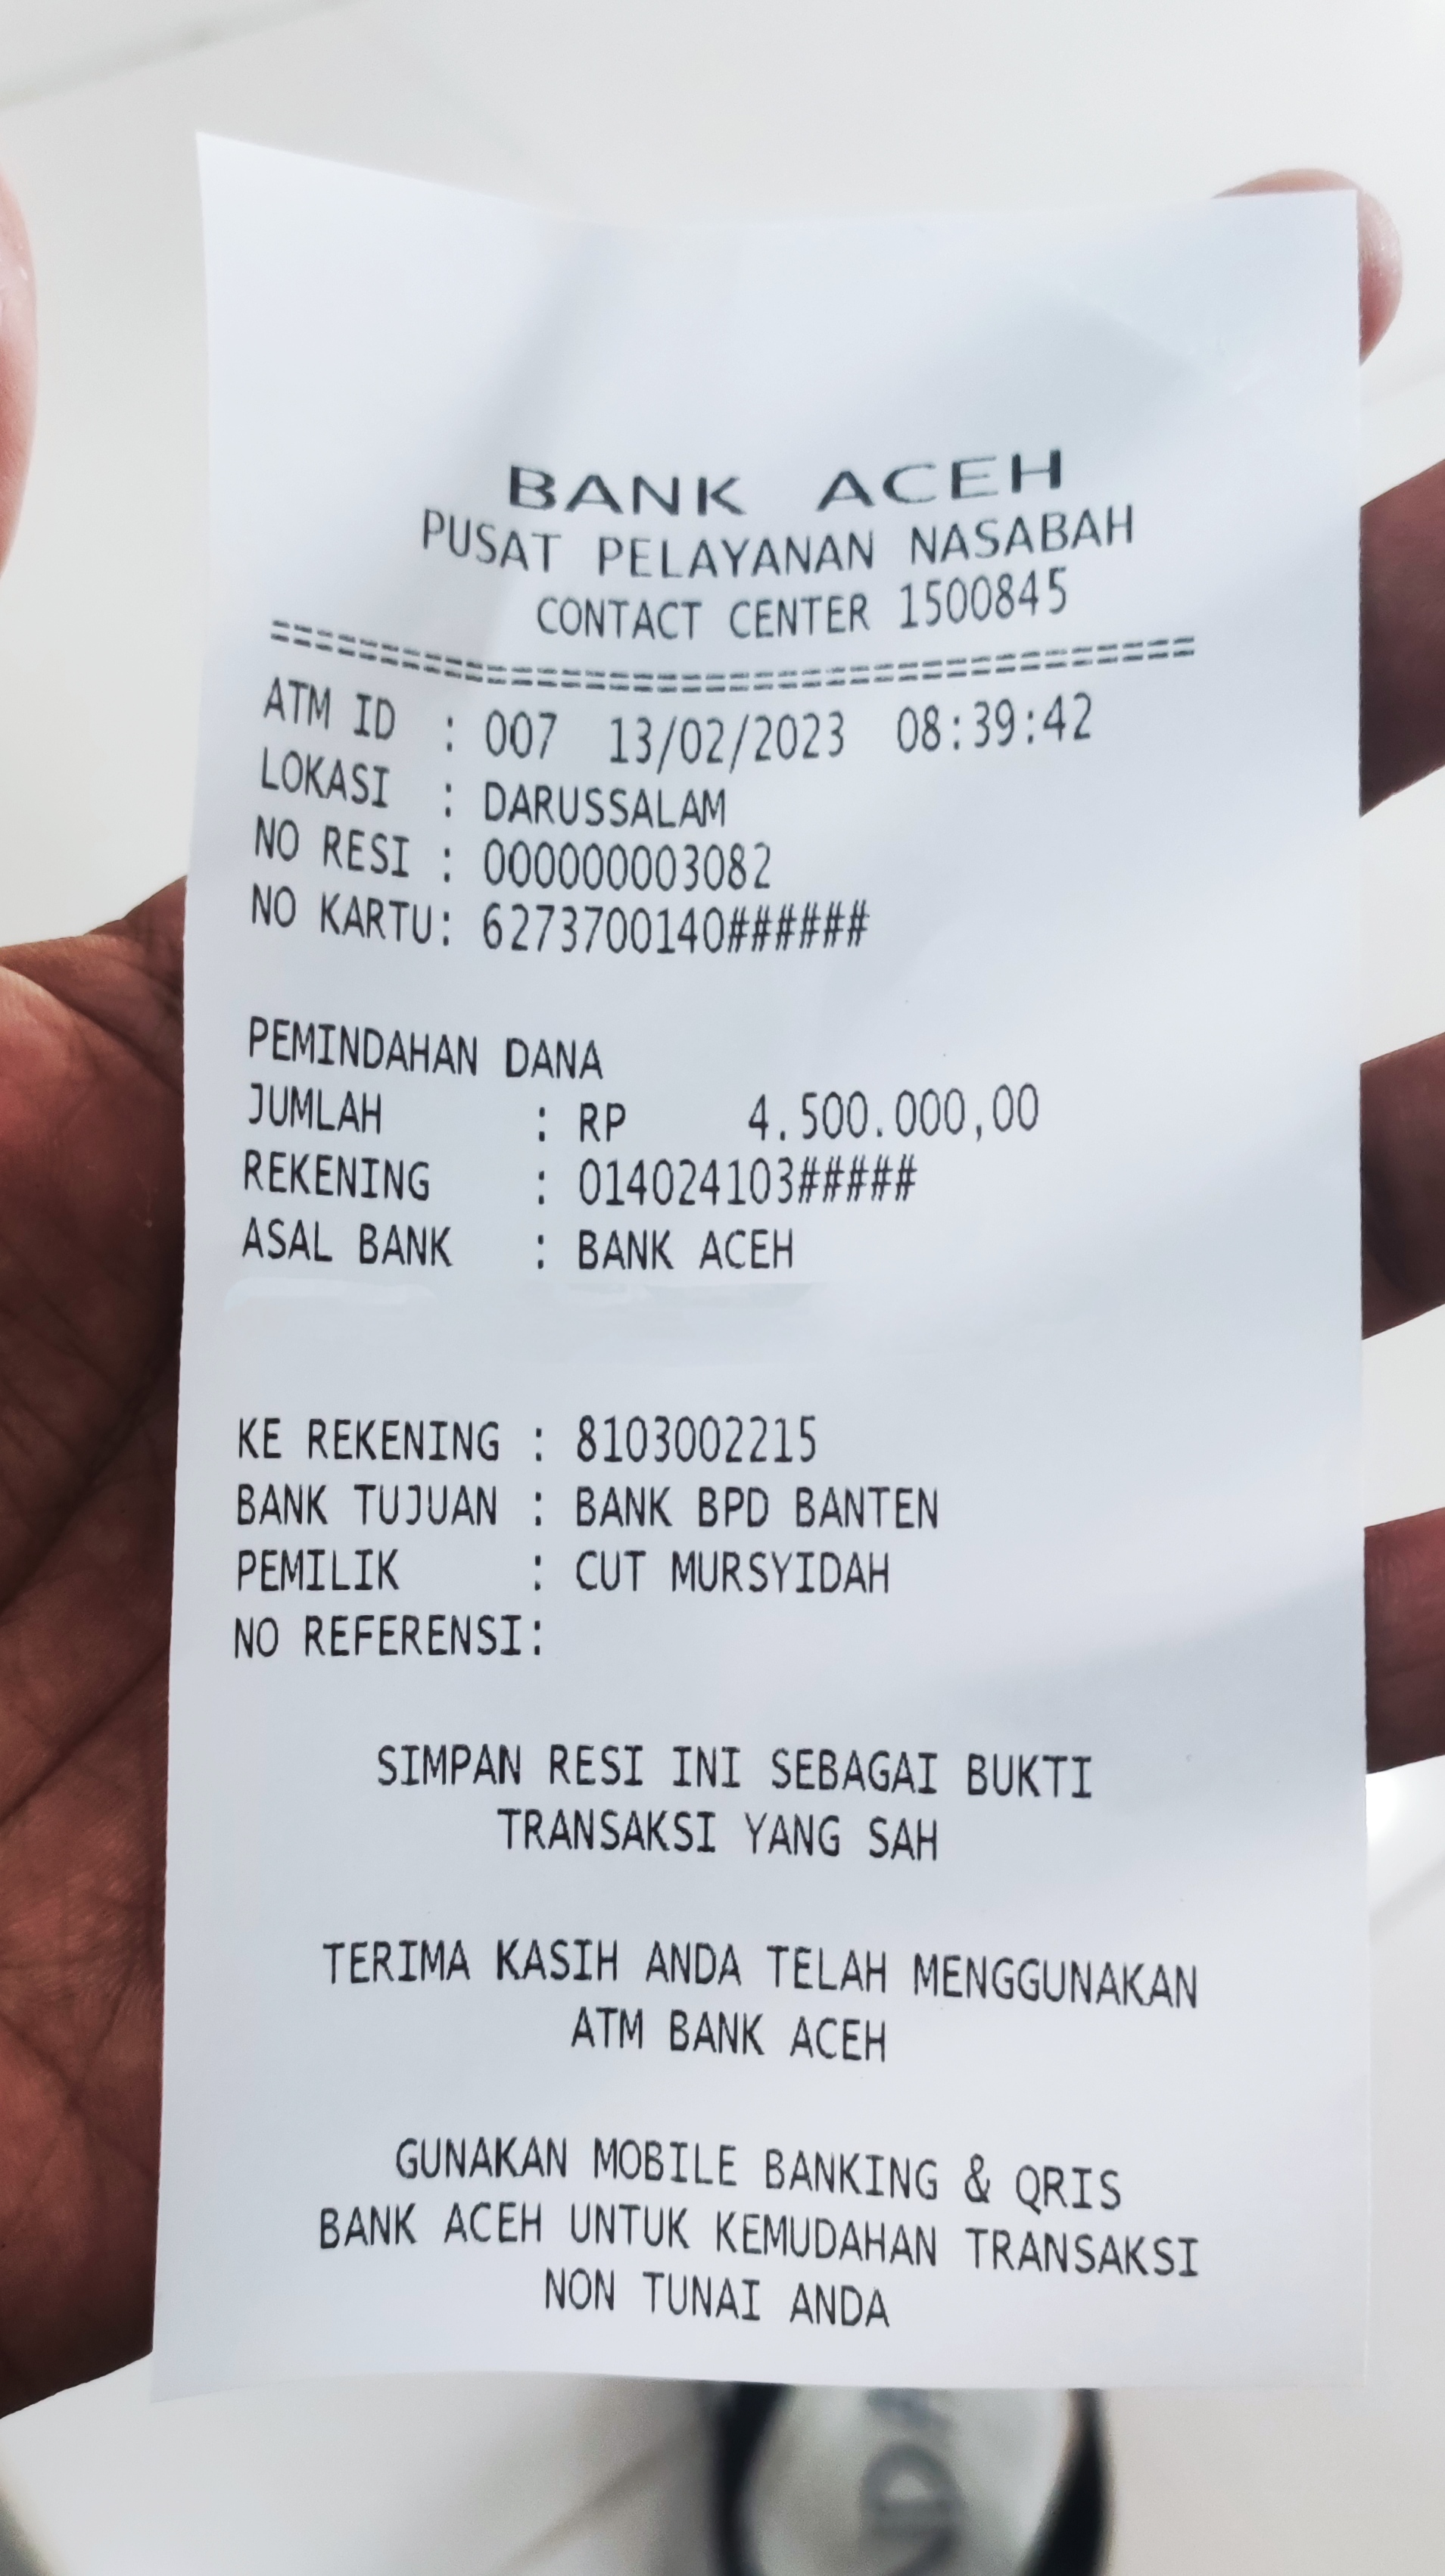 BANK ACEH
PUSAT PELAYANAN NASABAH
CONTACT CENTER 1500845
========================================
ATM ID : 007 13/02/2023 08:39:42
LOKASI : DARUSSALAM
NO RESI : 000000003082
NO KARTU: 6273700140######
PEMINDAHAN DANA
JUMLAH : RP 4.500.000,00
REKENING : 014024103#####
ASAL BANK : BANK ACEH
KE REKENING : 8103002215
BANK TUJUAN : BANK BPD BANTEN
PEMILIK : CUT MURSYIDAH
NO REFERENSI:
SIMPAN RESI INI SEBAGAI BUKTI
TRANSAKSI YANG SAH
TERIMA KASIH ANDA TELAH MENGGUNAKAN
ATM BANK ACEH
GUNAKAN MOBILE BANKING & QRIS
BANK ACEH UNTUK KEMUDAHAN TRANSAKSI
NON TUNAI ANDA